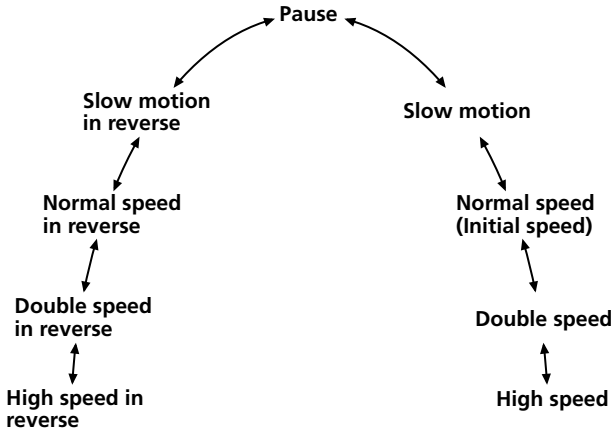 Pause
Slow motion
in reverse
Slow motion
Normal speed
in reverse
Normal speed
(Initial speed)
Double speed
in reverse
Double speed
High speed in
reverse
High speed